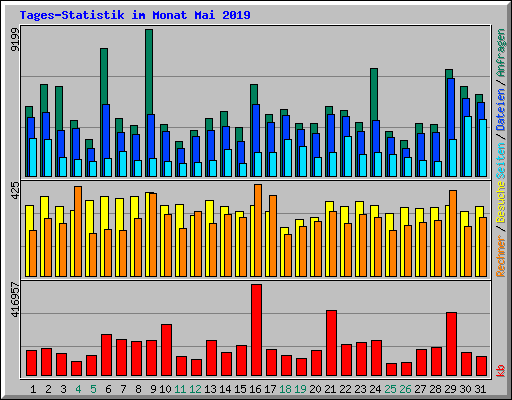 Tages-Statistik im Monat Mai 2019
9199
425
416957
Rechner / Besuche Seiten / Dateien / Anfragen
kb
1 2 3 4 5 6 7 8 9 10 11 12 13 14 15 16 17 18 19 20 21 22 23 24 25 26 27 28 29 30 31